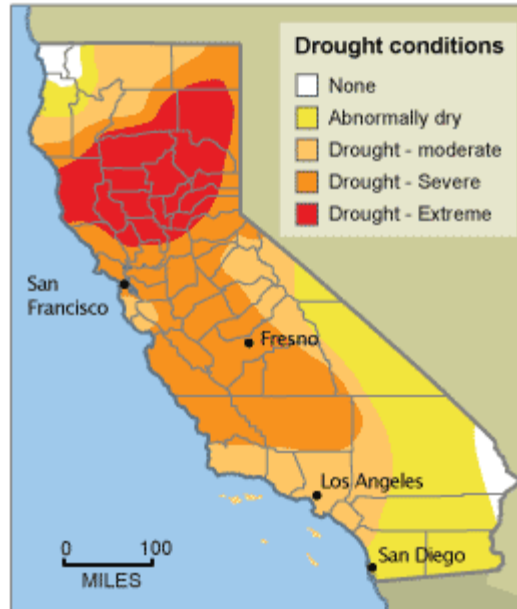 Drought conditions
None
Abnormally dry
Drought - moderate
Drought - Severe
Drought - Extreme
San
Francisco
Fresno
Los Angeles
San Diego
0 100
MILES